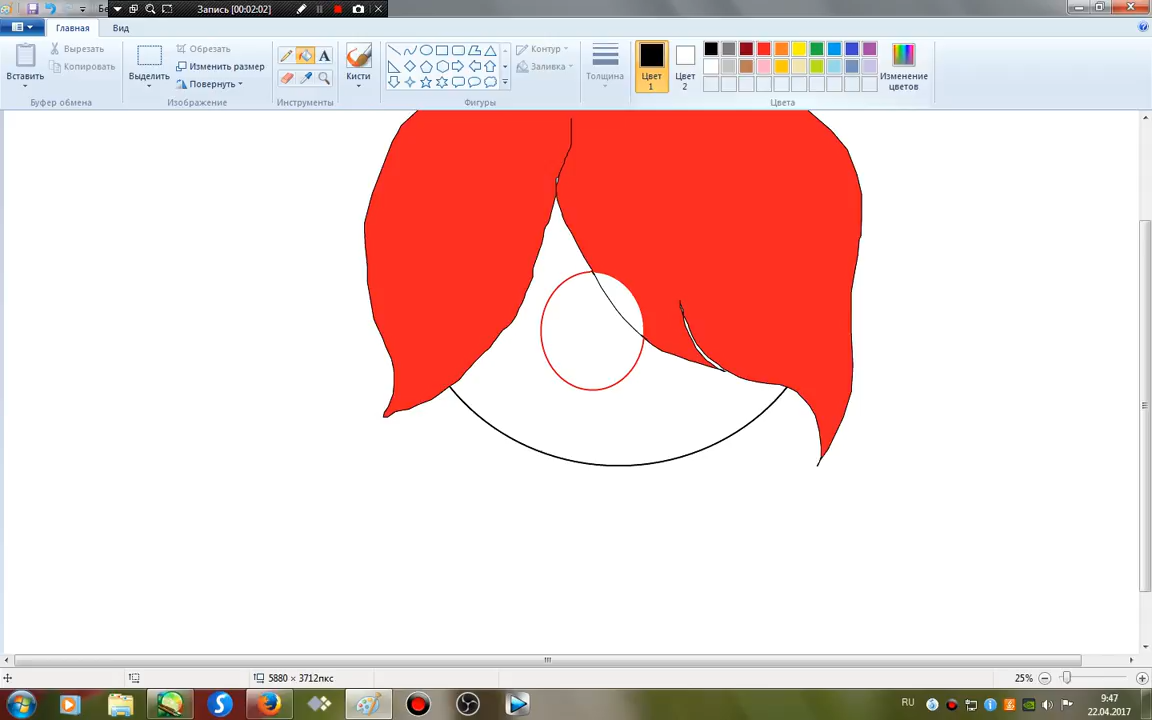 Бе
Запись [00:02:02]
Главная
Вид
Вставить
Вырезать
Копировать
Буфер обмена
Выделить
Обрезать
Изменить размер
Повернуть
Изображение
A
Инструменты
Кисти
Контур
Заливка
Фигуры
Толщина
Цвет
1
Цвет
2
Изменение
цветов
Цвета
5880 × 3712пкс
25%
RU
9:47
22.04.2017